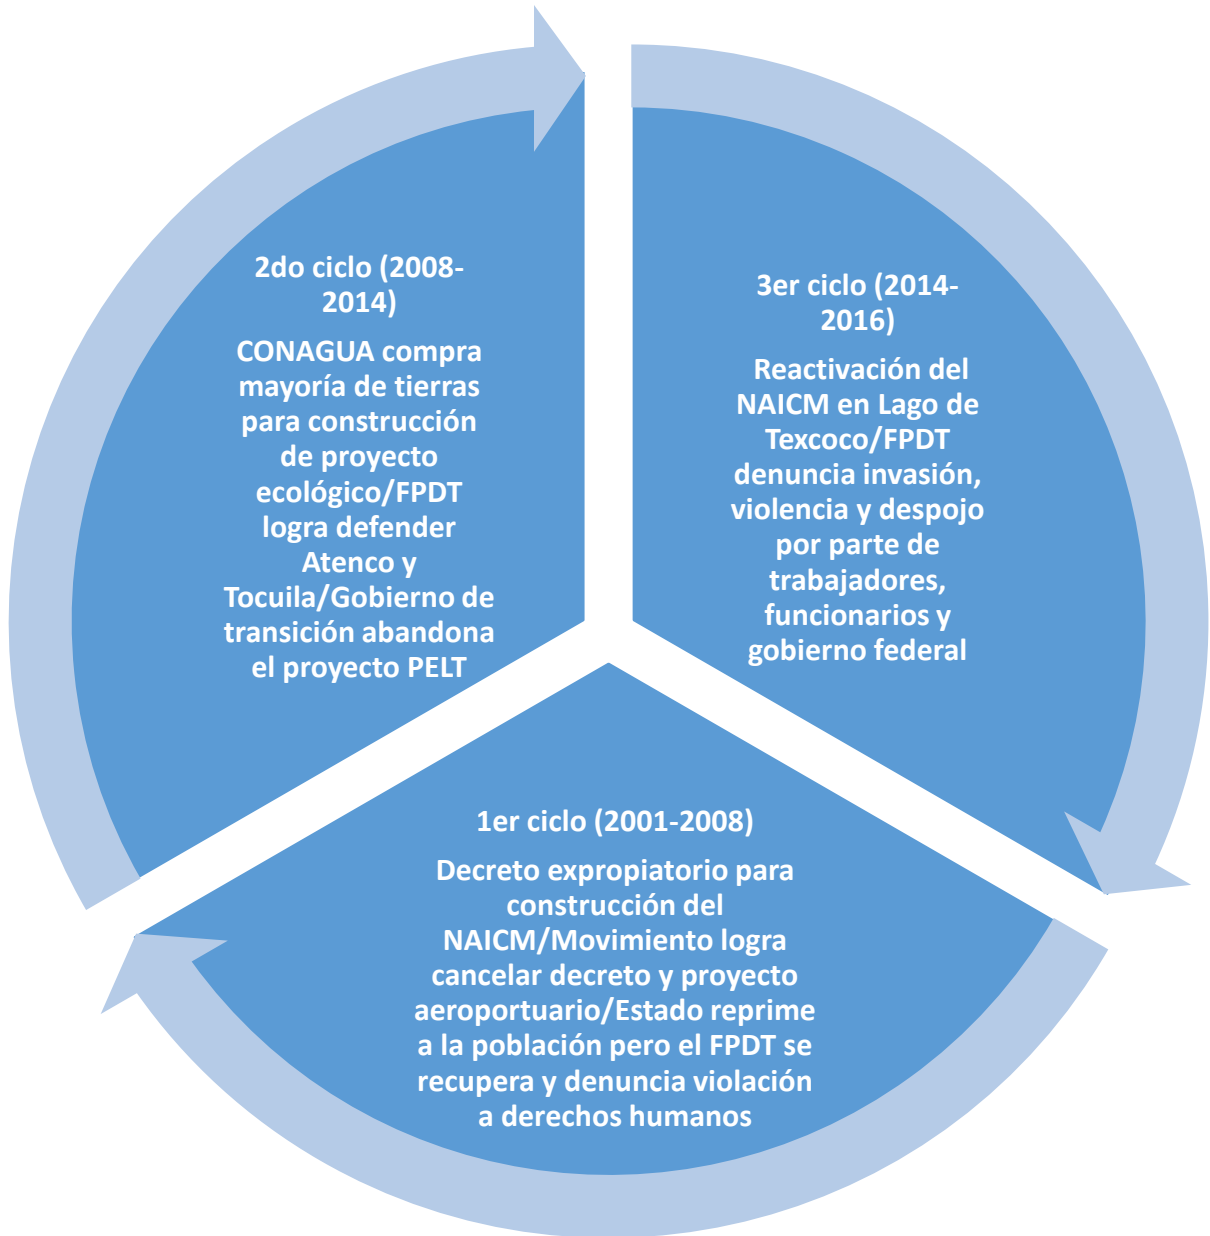 2do ciclo (2008-
2014)
CONAGUA compra
mayoría de tierras
para construcción
de proyecto
ecológico/FPDT
logra defender
Atenco y
Tocuila/Gobierno de
transición abandona
el proyecto PELT
3er ciclo (2014-
2016)
Reactivación del
NAICM en Lago de
Texcoco/FPDT
denuncia invasión,
violencia y despojo
por parte de
trabajadores,
funcionarios y
gobierno federal
1er ciclo (2001-2008)
Decreto expropiatorio para
construcción del
NAICM/Movimiento logra
cancelar decreto y proyecto
aeroportuario/Estado reprime
a la población pero el FPDT se
recupera y denuncia violación
a derechos humanos